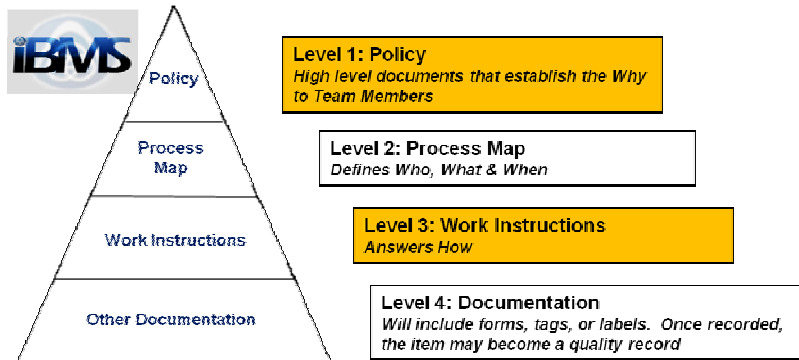 iBMS
Policy
Process
Map
Work Instructions
Other Documentation
Level 1: Policy
High level documents that establish the Why
to Team Members
Level 2: Process Map
Defines Who, What & When
Level 3: Work Instructions
Answers How
Level 4: Documentation
Will include forms, tags, or labels.  Once recorded,
the item may become a quality record